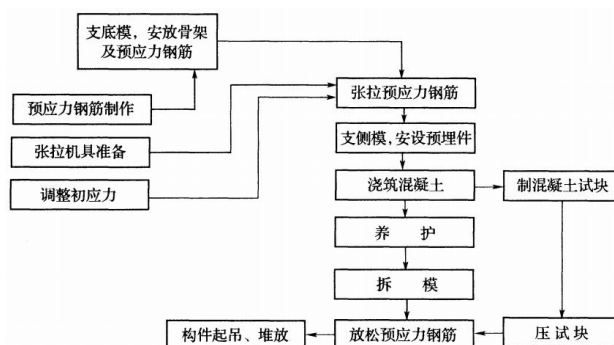 支底模，安放骨架
及预应力钢筋
预应力钢筋制作
张拉预应力钢筋
张拉机具准备
支侧模，安设预埋件
调整初应力
浇筑混凝土
制混凝土试块
养 护
拆 模
构件起吊、堆放
放松预应力钢筋
压试块